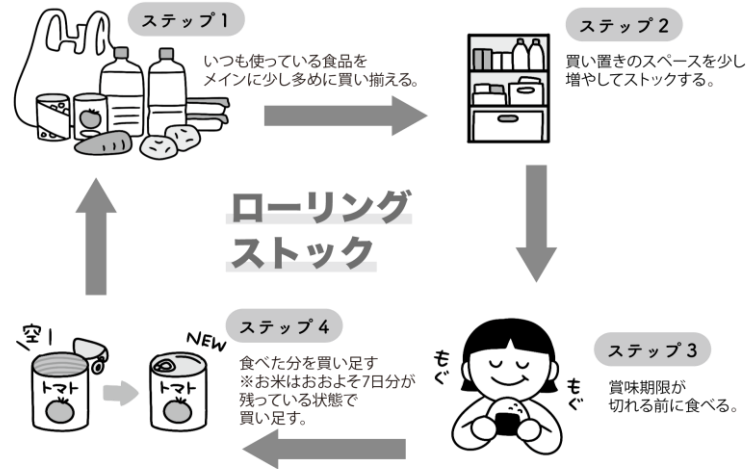 ステップ1
いつも使っている食品を
メインに少し多めに買い揃える。
ステップ2
買い置きのスペースを少し
増やしてストックする。
ローリング
ストック
ステップ3
賞味期限が
切れる前に食べる。
もぐ
もぐ
ステップ4
食べた分を買い足す
※お米はおおよそ7日分が
残っている状態で
買い足す。
空!
トマト
NEW
トマト